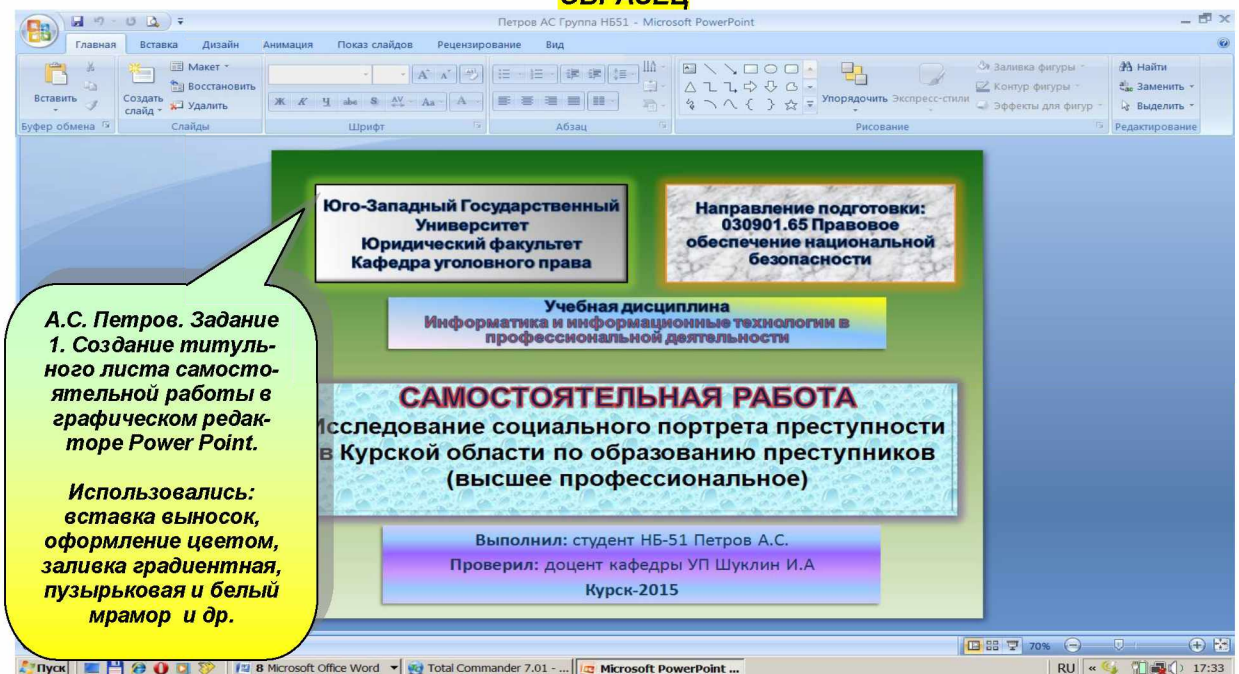 ОБРАЗЕЦ
Петров АС Группа НБ51 - Microsoft PowerPoint
Главная Вставка Дизайн Анимация Показ слайдов Рецензирование Вид
Вставить
Создать слайд
Макет
Восстановить
Удалить
Ж К Ч abe S AV Aa A
Упорядочить Экспресс-стили
Заливка фигуры
Контур фигуры
Эффекты для фигур
Найти
Заменить
Выделить
Буфер обмена Слайды Шрифт Абзац Рисование Редактирование
Юго-Западный Государственный
Университет
Юридический факультет
Кафедра уголовного права
Направление подготовки:
030901.65 Правовое
обеспечение национальной
безопасности
Учебная дисциплина
Информатика и информационные технологии в
профессиональной деятельности
САМОСТОЯТЕЛЬНАЯ РАБОТА
Исследование социального портрета преступности
в Курской области по образованию преступников
(высшее профессиональное)
Выполнил: студент НБ-51 Петров А.С.
Проверил: доцент кафедры УП Шуклин И.А
Курск-2015
А.С. Петров. Задание
1. Создание титуль-
ного листа самосто-
ятельной работы в
графическом редак-
торе Power Point.
Использовались:
вставка выносок,
оформление цветом,
заливка градиентная,
пузырьковая и белый
мрамор и др.
70%
Пуск 8 Microsoft Office Word Total Commander 7.01 - ... Microsoft PowerPoint ... RU « 17:33